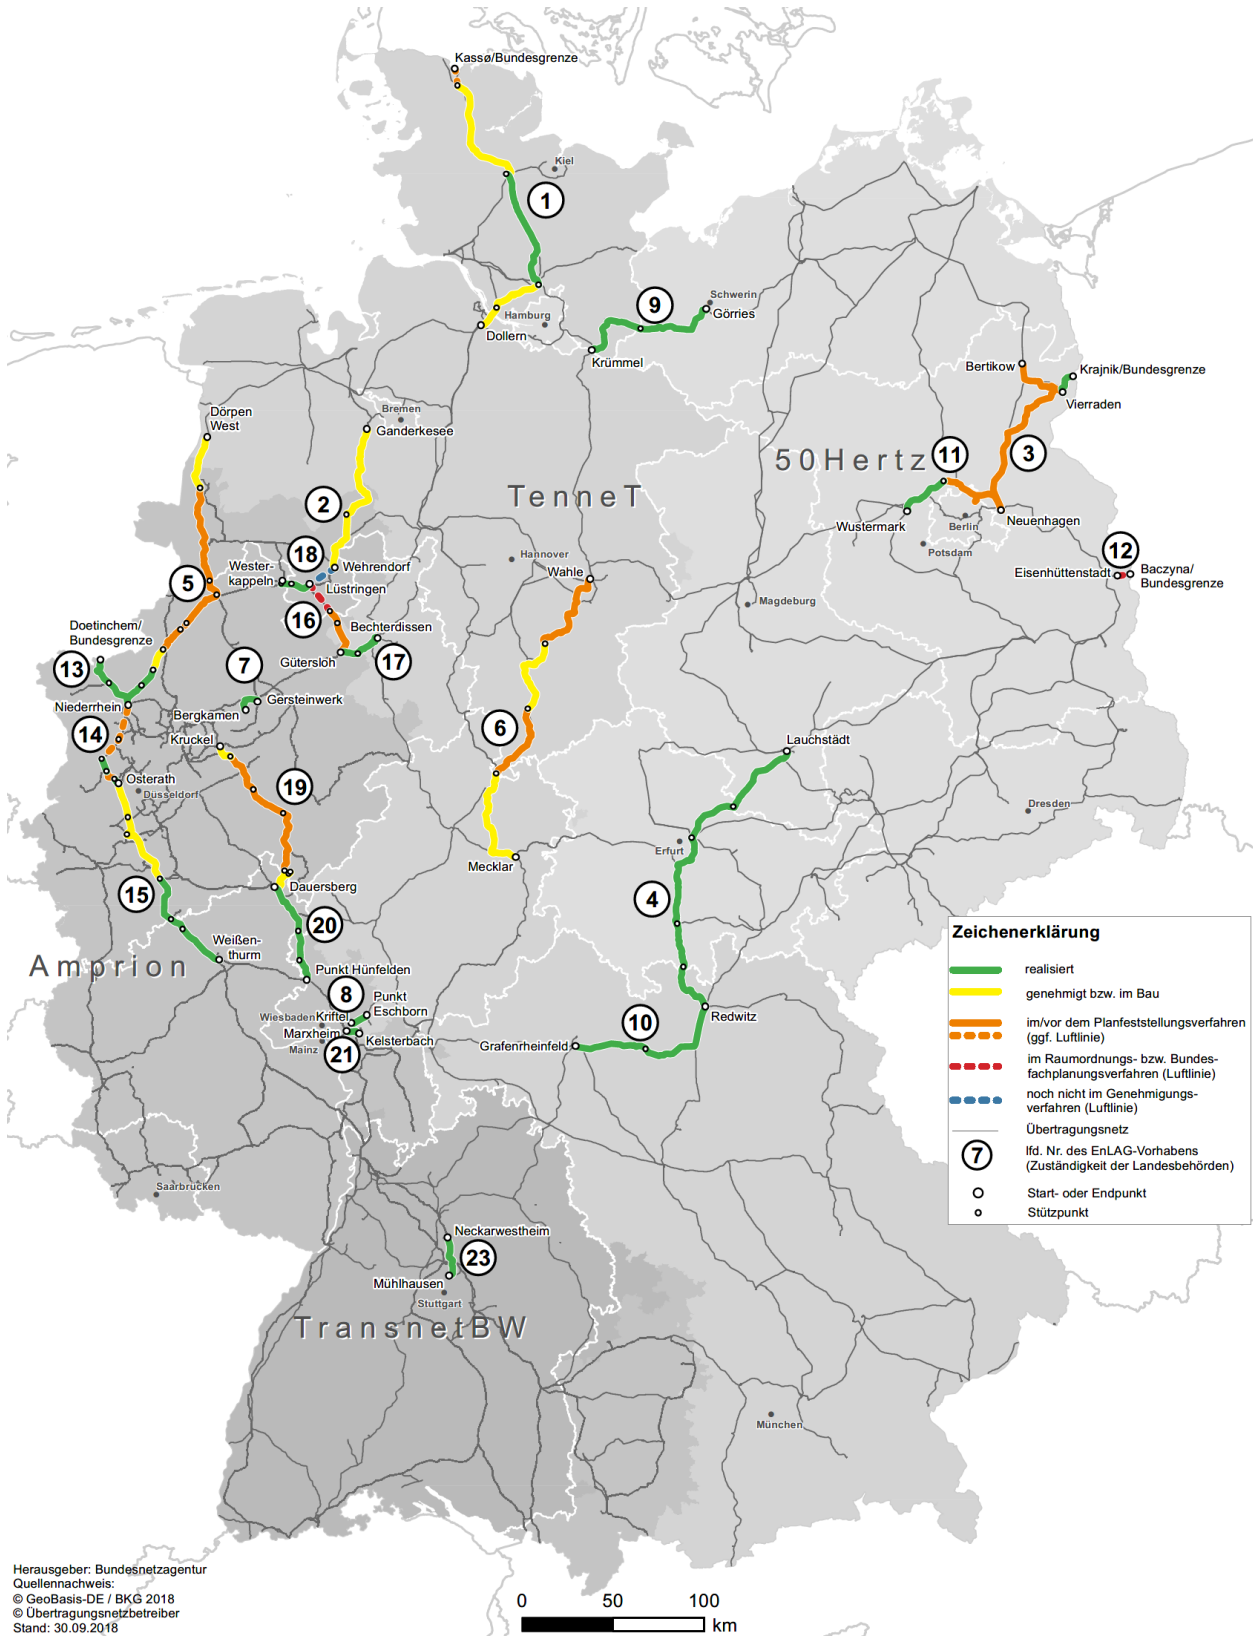 Kassø/Bundesgrenze
Kiel
1
Schwerin
9
Görries
Hamburg
Dollern
Krümmel
Bertikow
Krajnik/Bundesgrenze
Vierraden
Dörpen
West
Bremen
Ganderkesee
50Hertz
11
3
TenneT
2
Wustermark
Berlin
Neuenhagen
Potsdam
Hannover
18
Wester-
kappeln
Wehrendorf
Wahle
12
Eisenhüttenstadt
Baczyna/
Bundesgrenze
5
Lüstringen
Magdeburg
16
Doetinchem/
Bundesgrenze
Bechterdissen
13
7
Gütersloh
17
Niederrhein
Gersteinwerk
Bergkamen
14
Kruckel
6
Lauchstädt
Osterath
Düsseldorf
19
Dresden
Erfurt
Mecklar
15
Dauersberg
4
20
Weißen-
thurm
Amprion
Punkt Hünfelden
8
Punkt
Eschborn
Wiesbaden
Kriftel
Marxheim
Kelsterbach
Mainz
21
Redwitz
10
Grafenrheinfeld
Saarbrücken
Neckarwestheim
23
Mühlhausen
Stuttgart
TransnetBW
München
Zeichenerklärung
realisiert
genehmigt bzw. im Bau
im/vor dem Planfeststellungsverfahren
(ggf. Luftlinie)
im Raumordnungs- bzw. Bundes-
fachplanungsverfahren (Luftlinie)
noch nicht im Genehmigungs-
verfahren (Luftlinie)
Übertragungsnetz
7
lfd. Nr. des EnLAG-Vorhabens
(Zuständigkeit der Landesbehörden)
Start- oder Endpunkt
Stützpunkt
Herausgeber: Bundesnetzagentur
Quellennachweis:
© GeoBasis-DE / BKG 2018
© Übertragungsnetzbetreiber
Stand: 30.09.2018
0 50 100
km